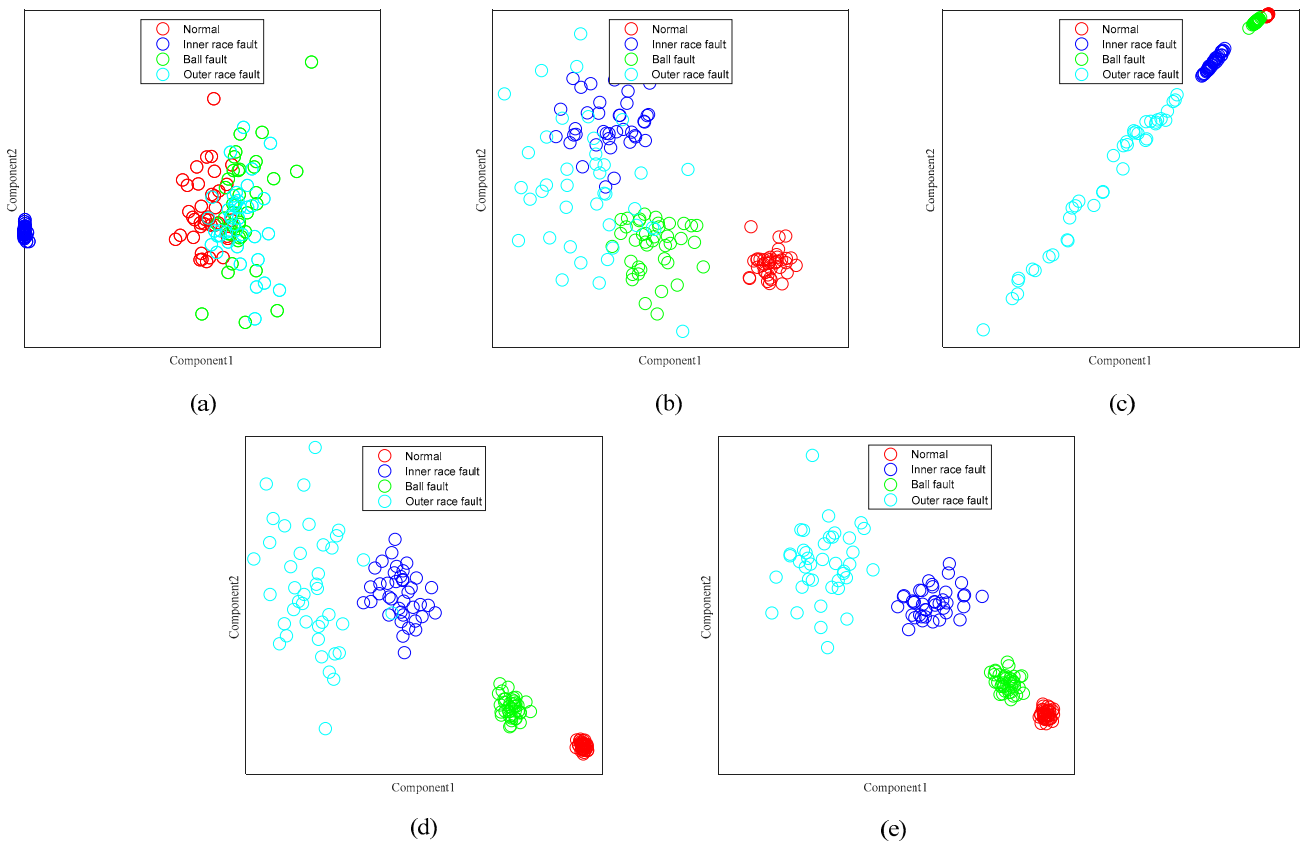 Normal
Inner race fault
Ball fault
Outer race fault
Component2
Component1
(a)
Normal
Inner race fault
Ball fault
Outer race fault
Component2
Component1
(b)
Normal
Inner race fault
Ball fault
Outer race fault
Component2
Component1
(c)
Normal
Inner race fault
Ball fault
Outer race fault
Component2
Component1
(d)
Normal
Inner race fault
Ball fault
Outer race fault
Component2
Component1
(e)